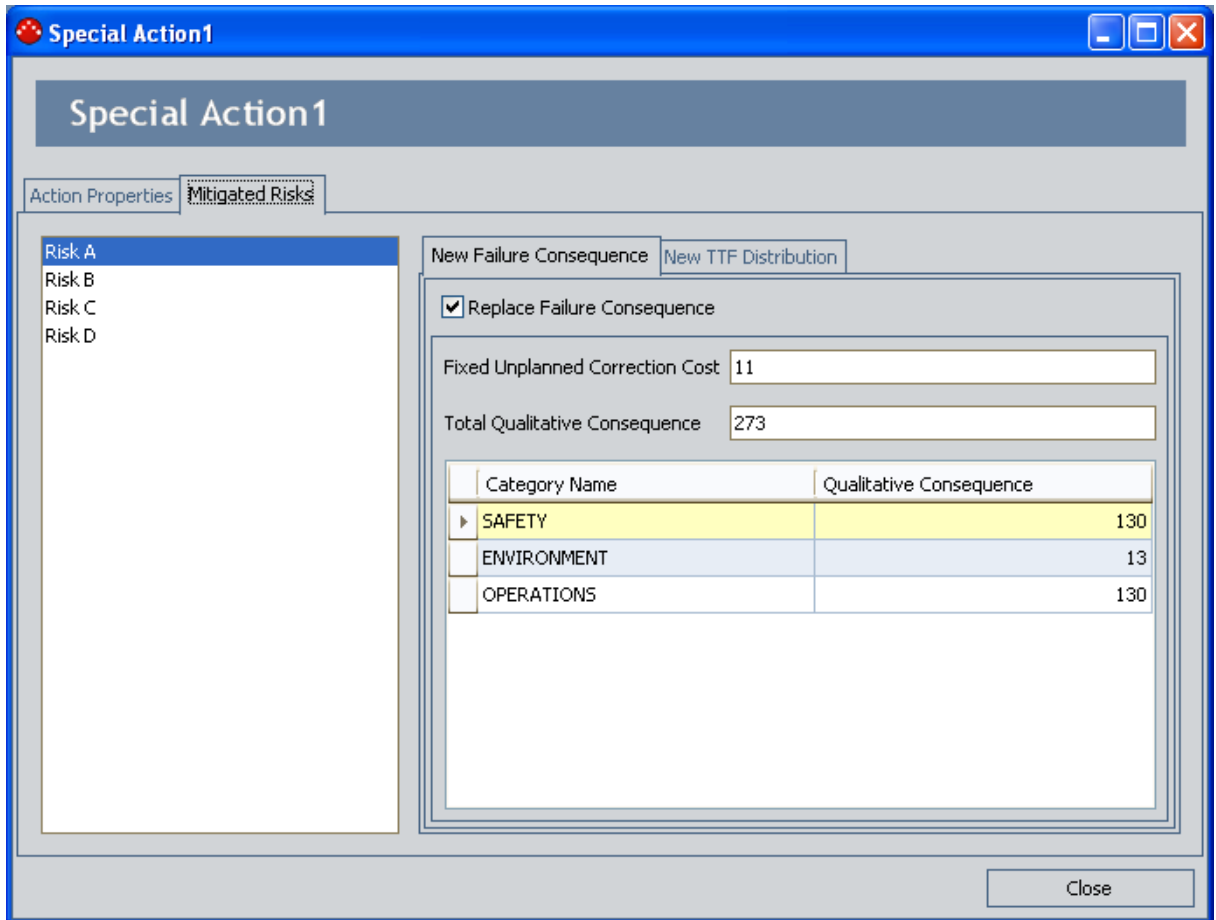 Special Action1
Special Action1
Action Properties Mitigated Risks
Risk A
Risk B
Risk C
Risk D
New Failure Consequence New TTF Distribution
Replace Failure Consequence
Fixed Unplanned Correction Cost 11
Total Qualitative Consequence 273
Category Name Qualitative Consequence
SAFETY 130
ENVIRONMENT 13
OPERATIONS 130
Close